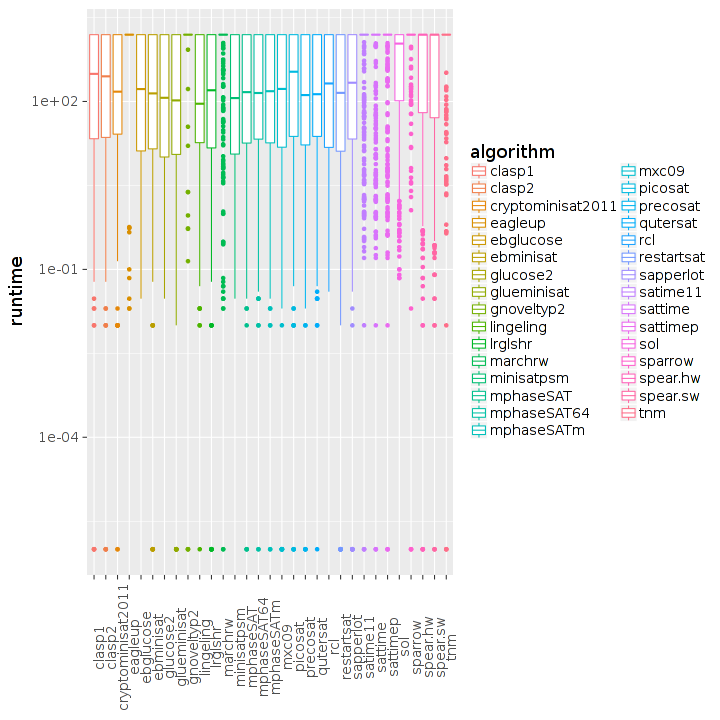 1e+02
1e-01
1e-04
runtime
clasp1
clasp2
cryptominisat2011
eagleup
ebglucose
ebminisat
glucose2
glueminisat
gnoveltyp2
lingeling
lrglshr
marchrw
minisatpsm
mphaseSAT
mphaseSAT64
mphaseSATm
mxc09
picosat
precosat
qutersat
rcl
restartsat
sapperlot
satime11
sattime
sattimep
sol
sparrow
spear.hw
spear.sw
tnm
algorithm
clasp1
clasp2
cryptominisat2011
eagleup
ebglucose
ebminisat
glucose2
glueminisat
gnoveltyp2
lingeling
lrglshr
marchrw
minisatpsm
mphaseSAT
mphaseSAT64
mphaseSATm
mxc09
picosat
precosat
qutersat
rcl
restartsat
sapperlot
satime11
sattime
sattimep
sol
sparrow
spear.hw
spear.sw
tnm